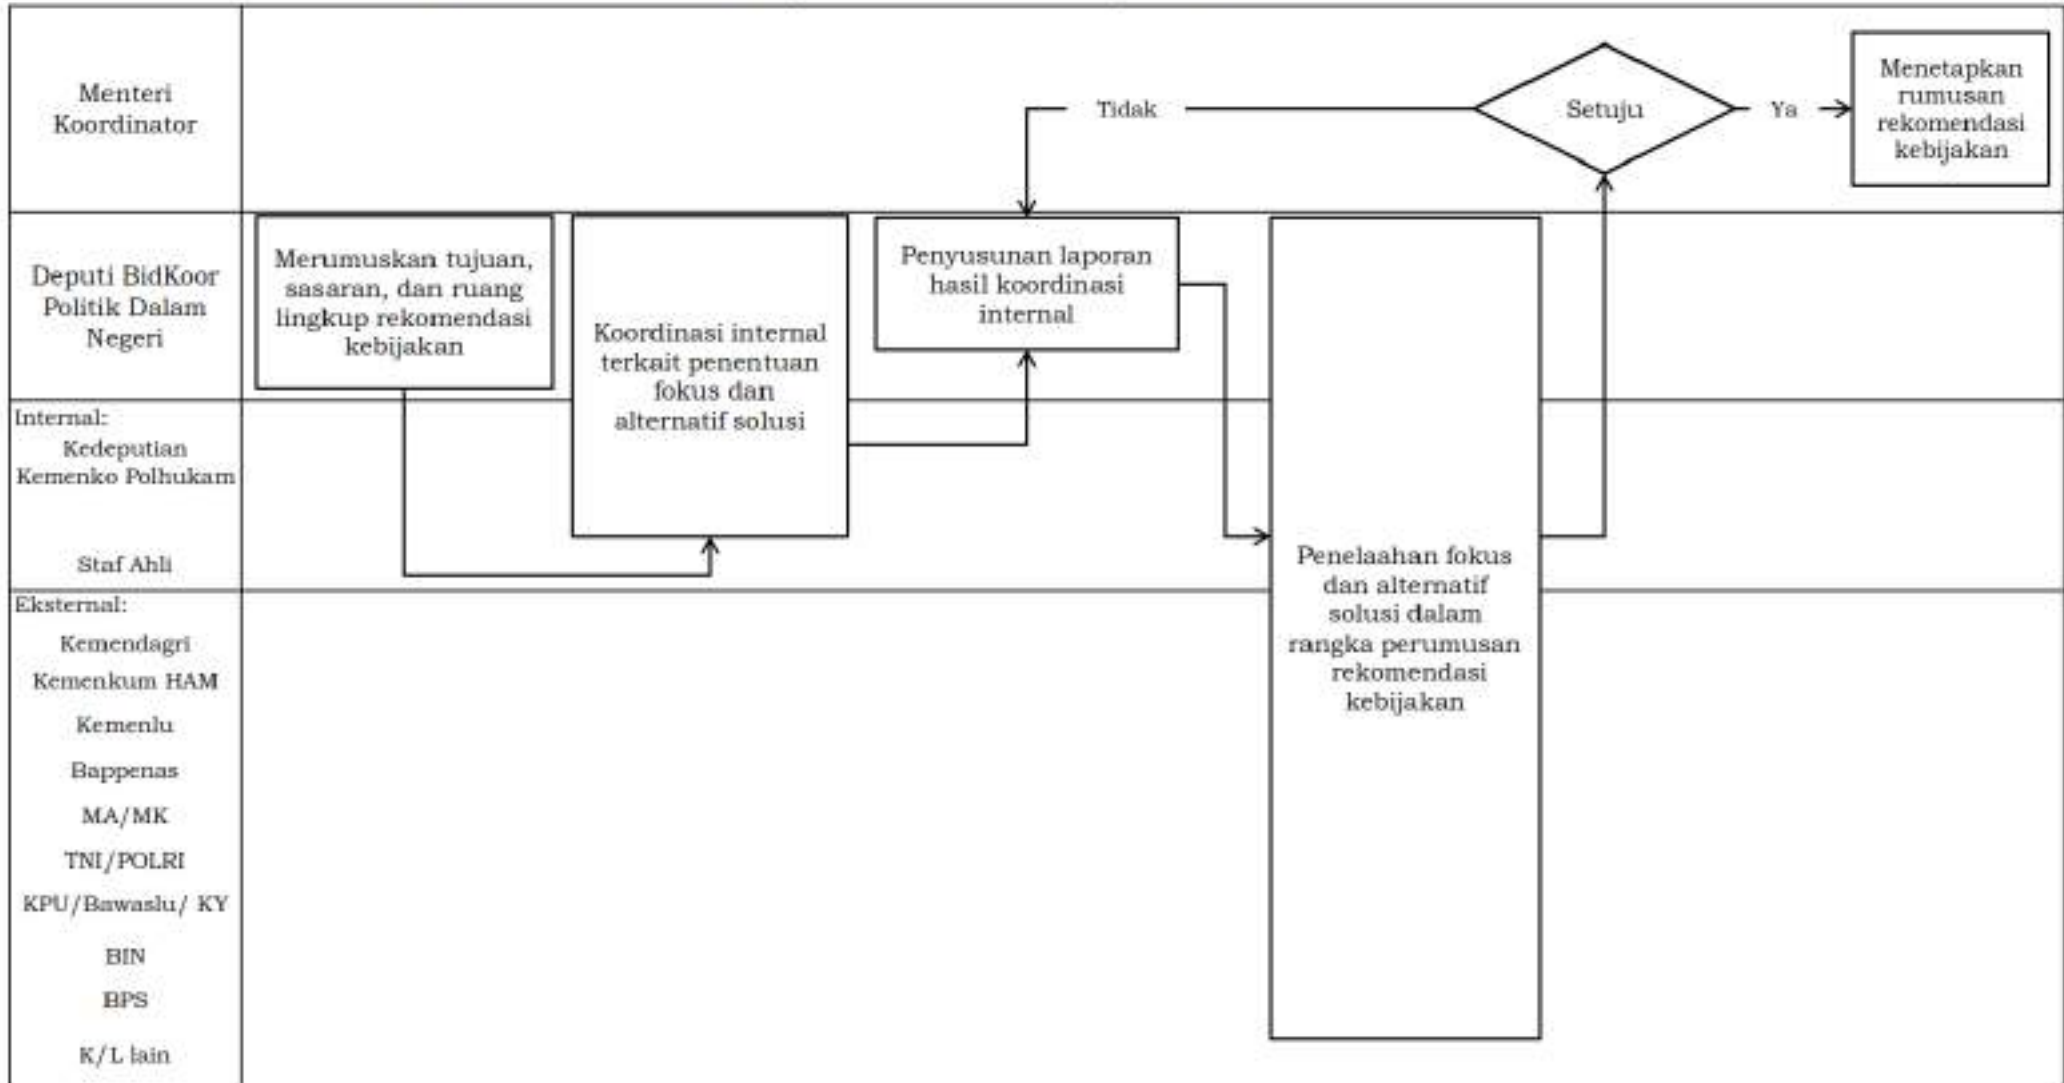 Menteri
Koordinator
Tidak
Setuju
Ya
Menetapkan
rumusan
rekomendasi
kebijakan
Deputi BidKoor
Politik Dalam
Negeri
Merumuskan tujuan,
sasaran, dan ruang
lingkup rekomendasi
kebijakan
Koordinasi internal
terkait penentuan
fokus dan
alternatif solusi
Penyusunan laporan
hasil koordinasi
internal
Internal:
Kedeputian
Kemenko Polhukam
Staf Ahli
Penelaahan fokus
dan alternatif
solusi dalam
rangka perumusan
rekomendasi
kebijakan
Eksternal:
Kemendagri
Kemenkum HAM
Kemenlu
Bappenas
MA/MK
TNI/POLRI
KPU/Bawaslu/ KY
BIN
BPS
K/L lain